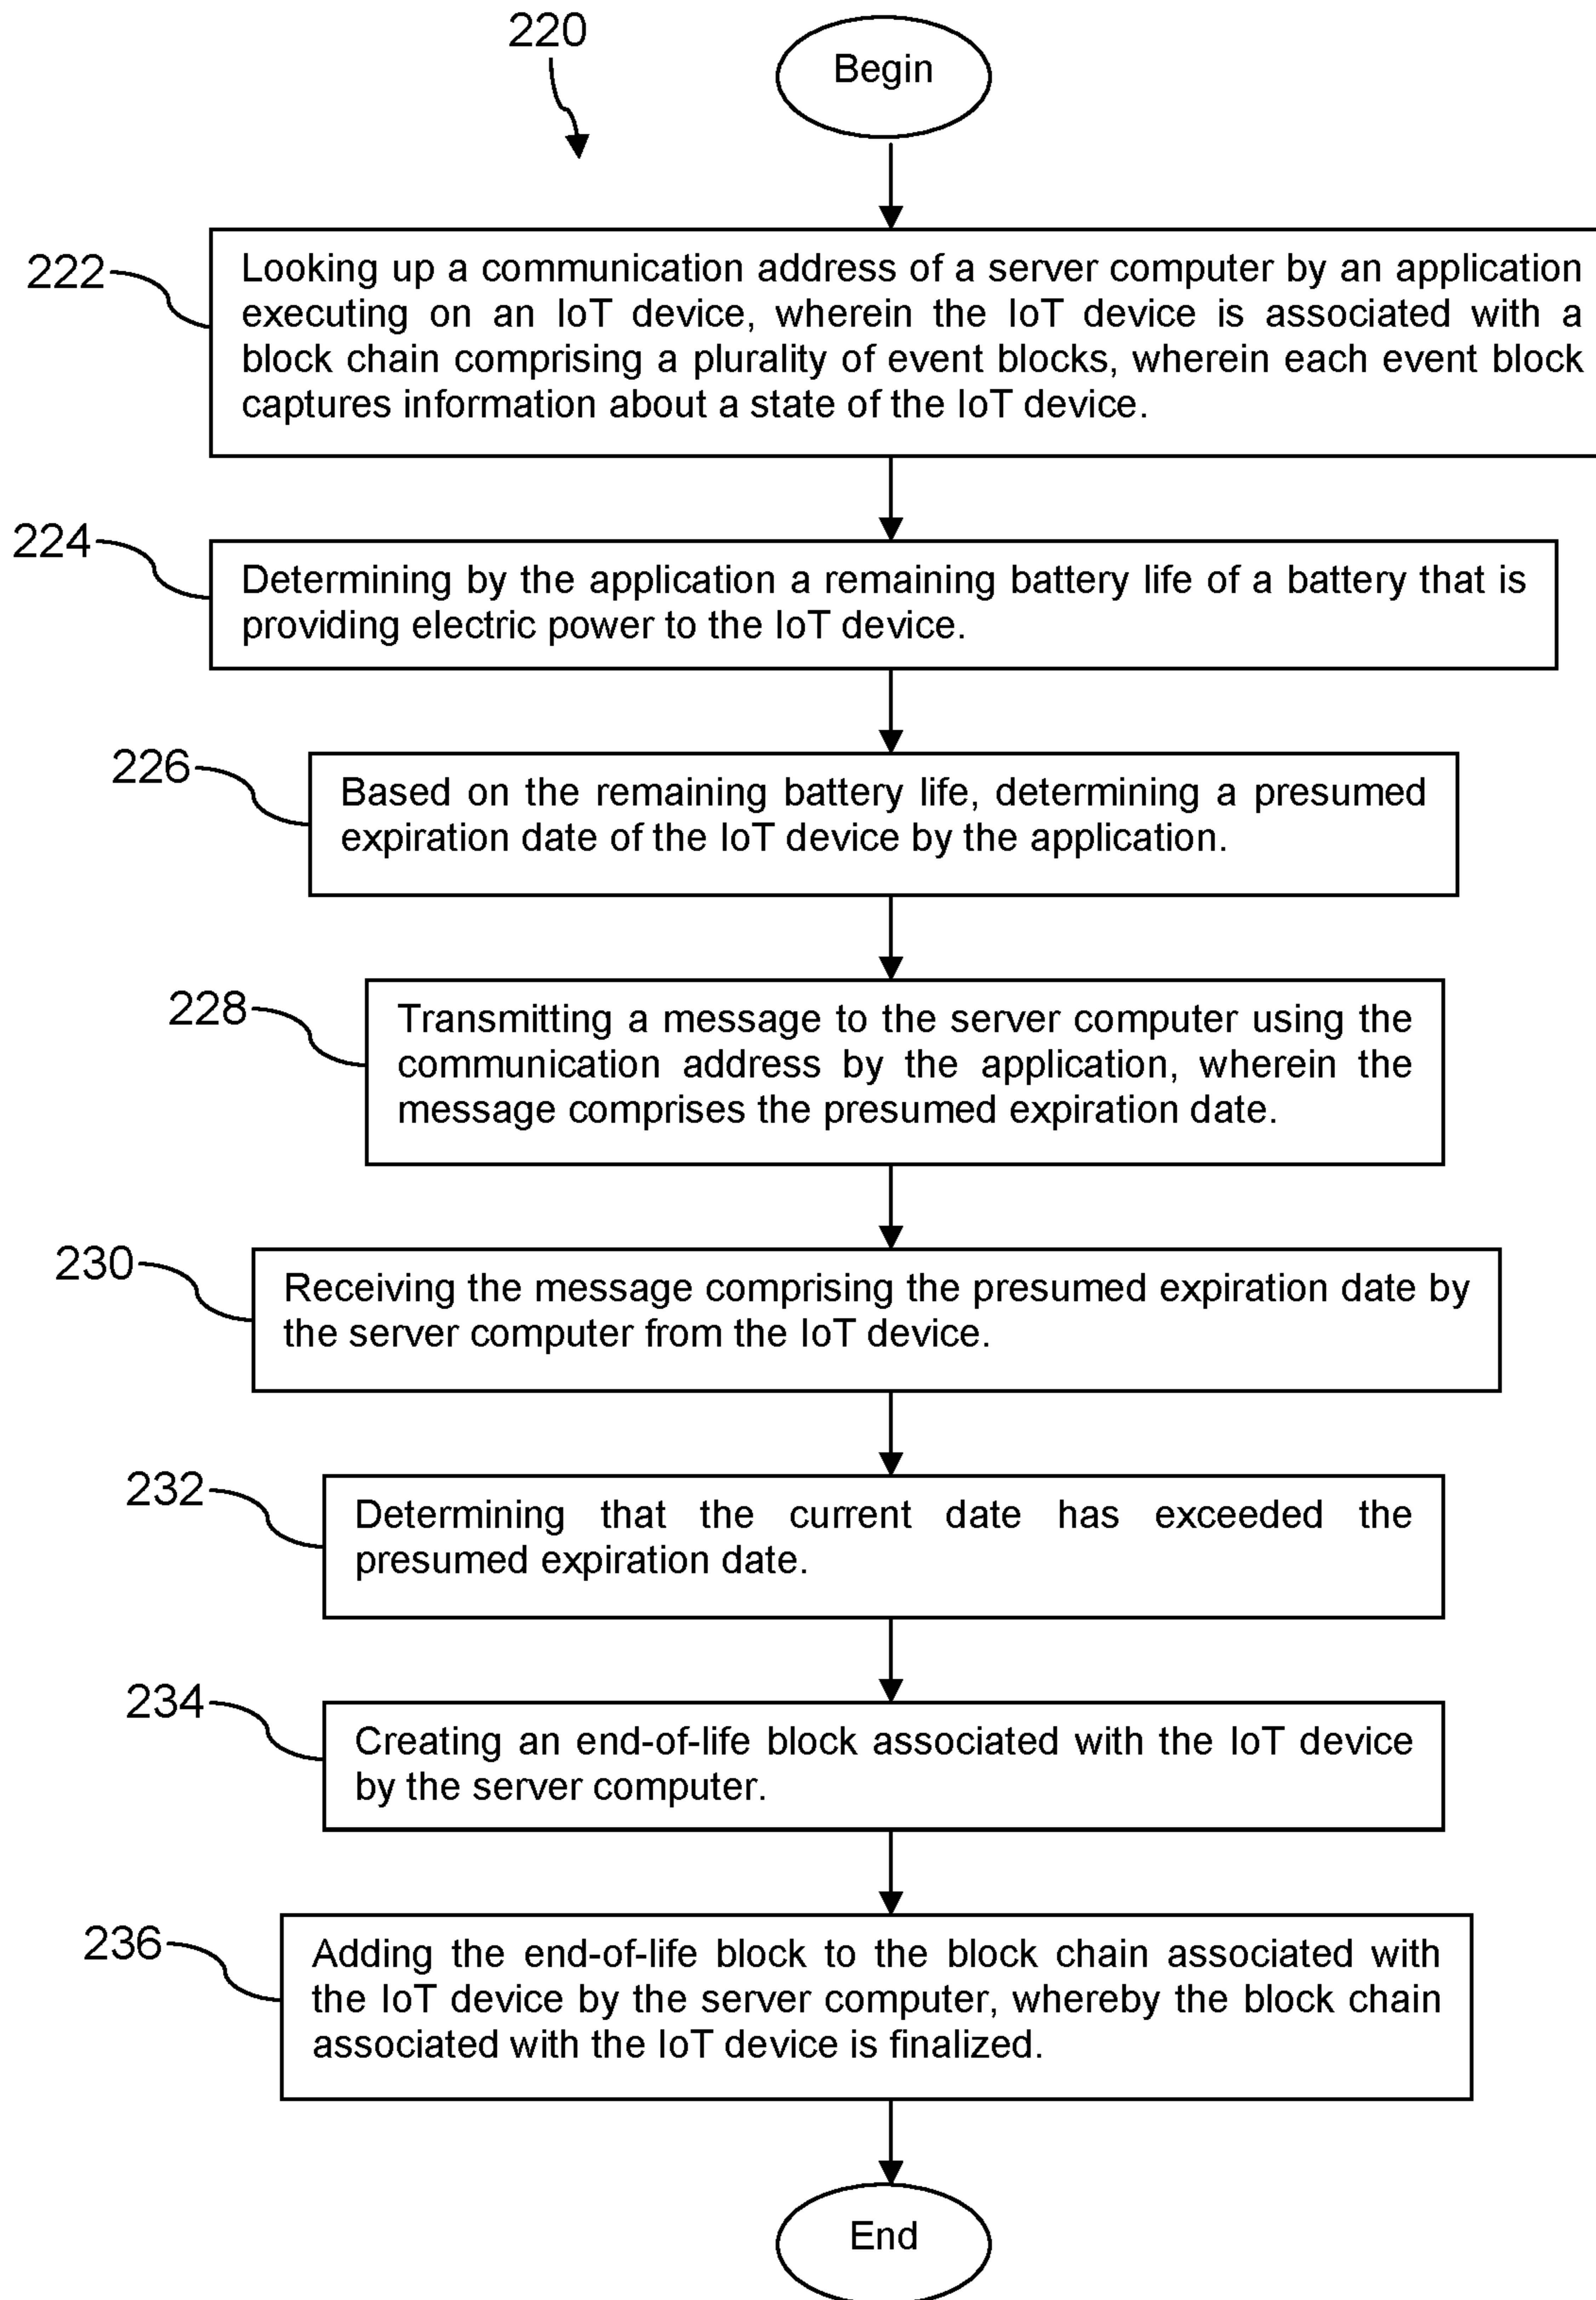 220
Begin
222
Looking up a communication address of a server computer by an application
executing on an IoT device, wherein the IoT device is associated with a
block chain comprising a plurality of event blocks, wherein each event block
captures information about a state of the IoT device.
224
Determining by the application a remaining battery life of a battery that is
providing electric power to the IoT device.
226
Based on the remaining battery life, determining a presumed
expiration date of the IoT device by the application.
228
Transmitting a message to the server computer using the
communication address by the application, wherein the
message comprises the presumed expiration date.
230
Receiving the message comprising the presumed expiration date by
the server computer from the IoT device.
232
Determining that the current date has exceeded the
presumed expiration date.
234
Creating an end-of-life block associated with the IoT device
by the server computer.
236
Adding the end-of-life block to the block chain associated with
the IoT device by the server computer, whereby the block chain
associated with the IoT device is finalized.
End